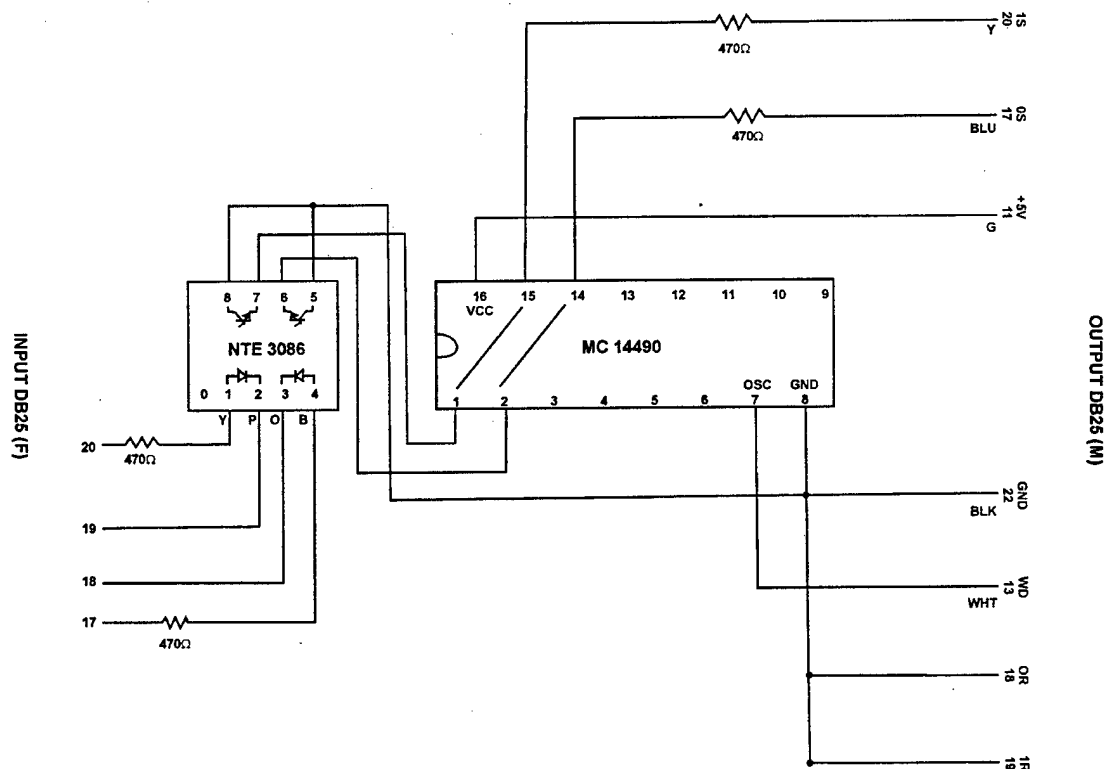 1S
20
Y
470Ω
0S
17
BLU
470Ω
+5V
11
G
8 7 6 5
NTE 3086
0 1 2 3 4
Y P O B
16 15 14 13 12 11 10 9
VCC
MC 14490
OSC GND
1 2 3 4 5 6 7 8
INPUT DB25 (F)
OUTPUT DB25 (M)
20
470Ω
19
18
17
470Ω
GND
22
BLK
WD
13
WHT
OR
18
1R
19